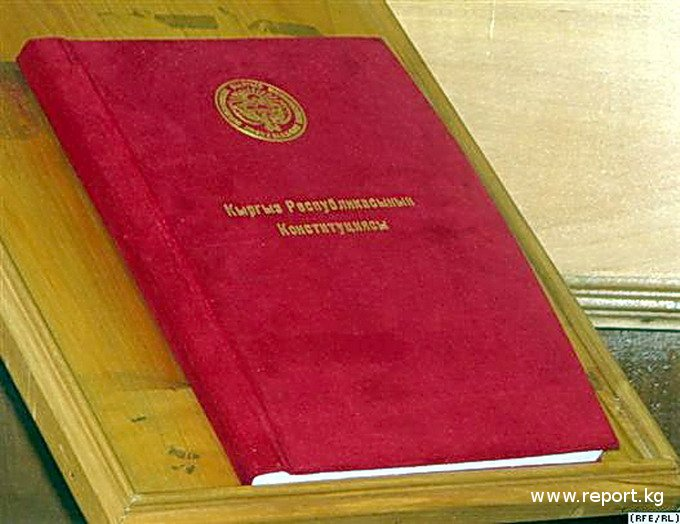 Кыргыз Республикасынын
Конституциясы
www.report.kg
(RFE/RL)